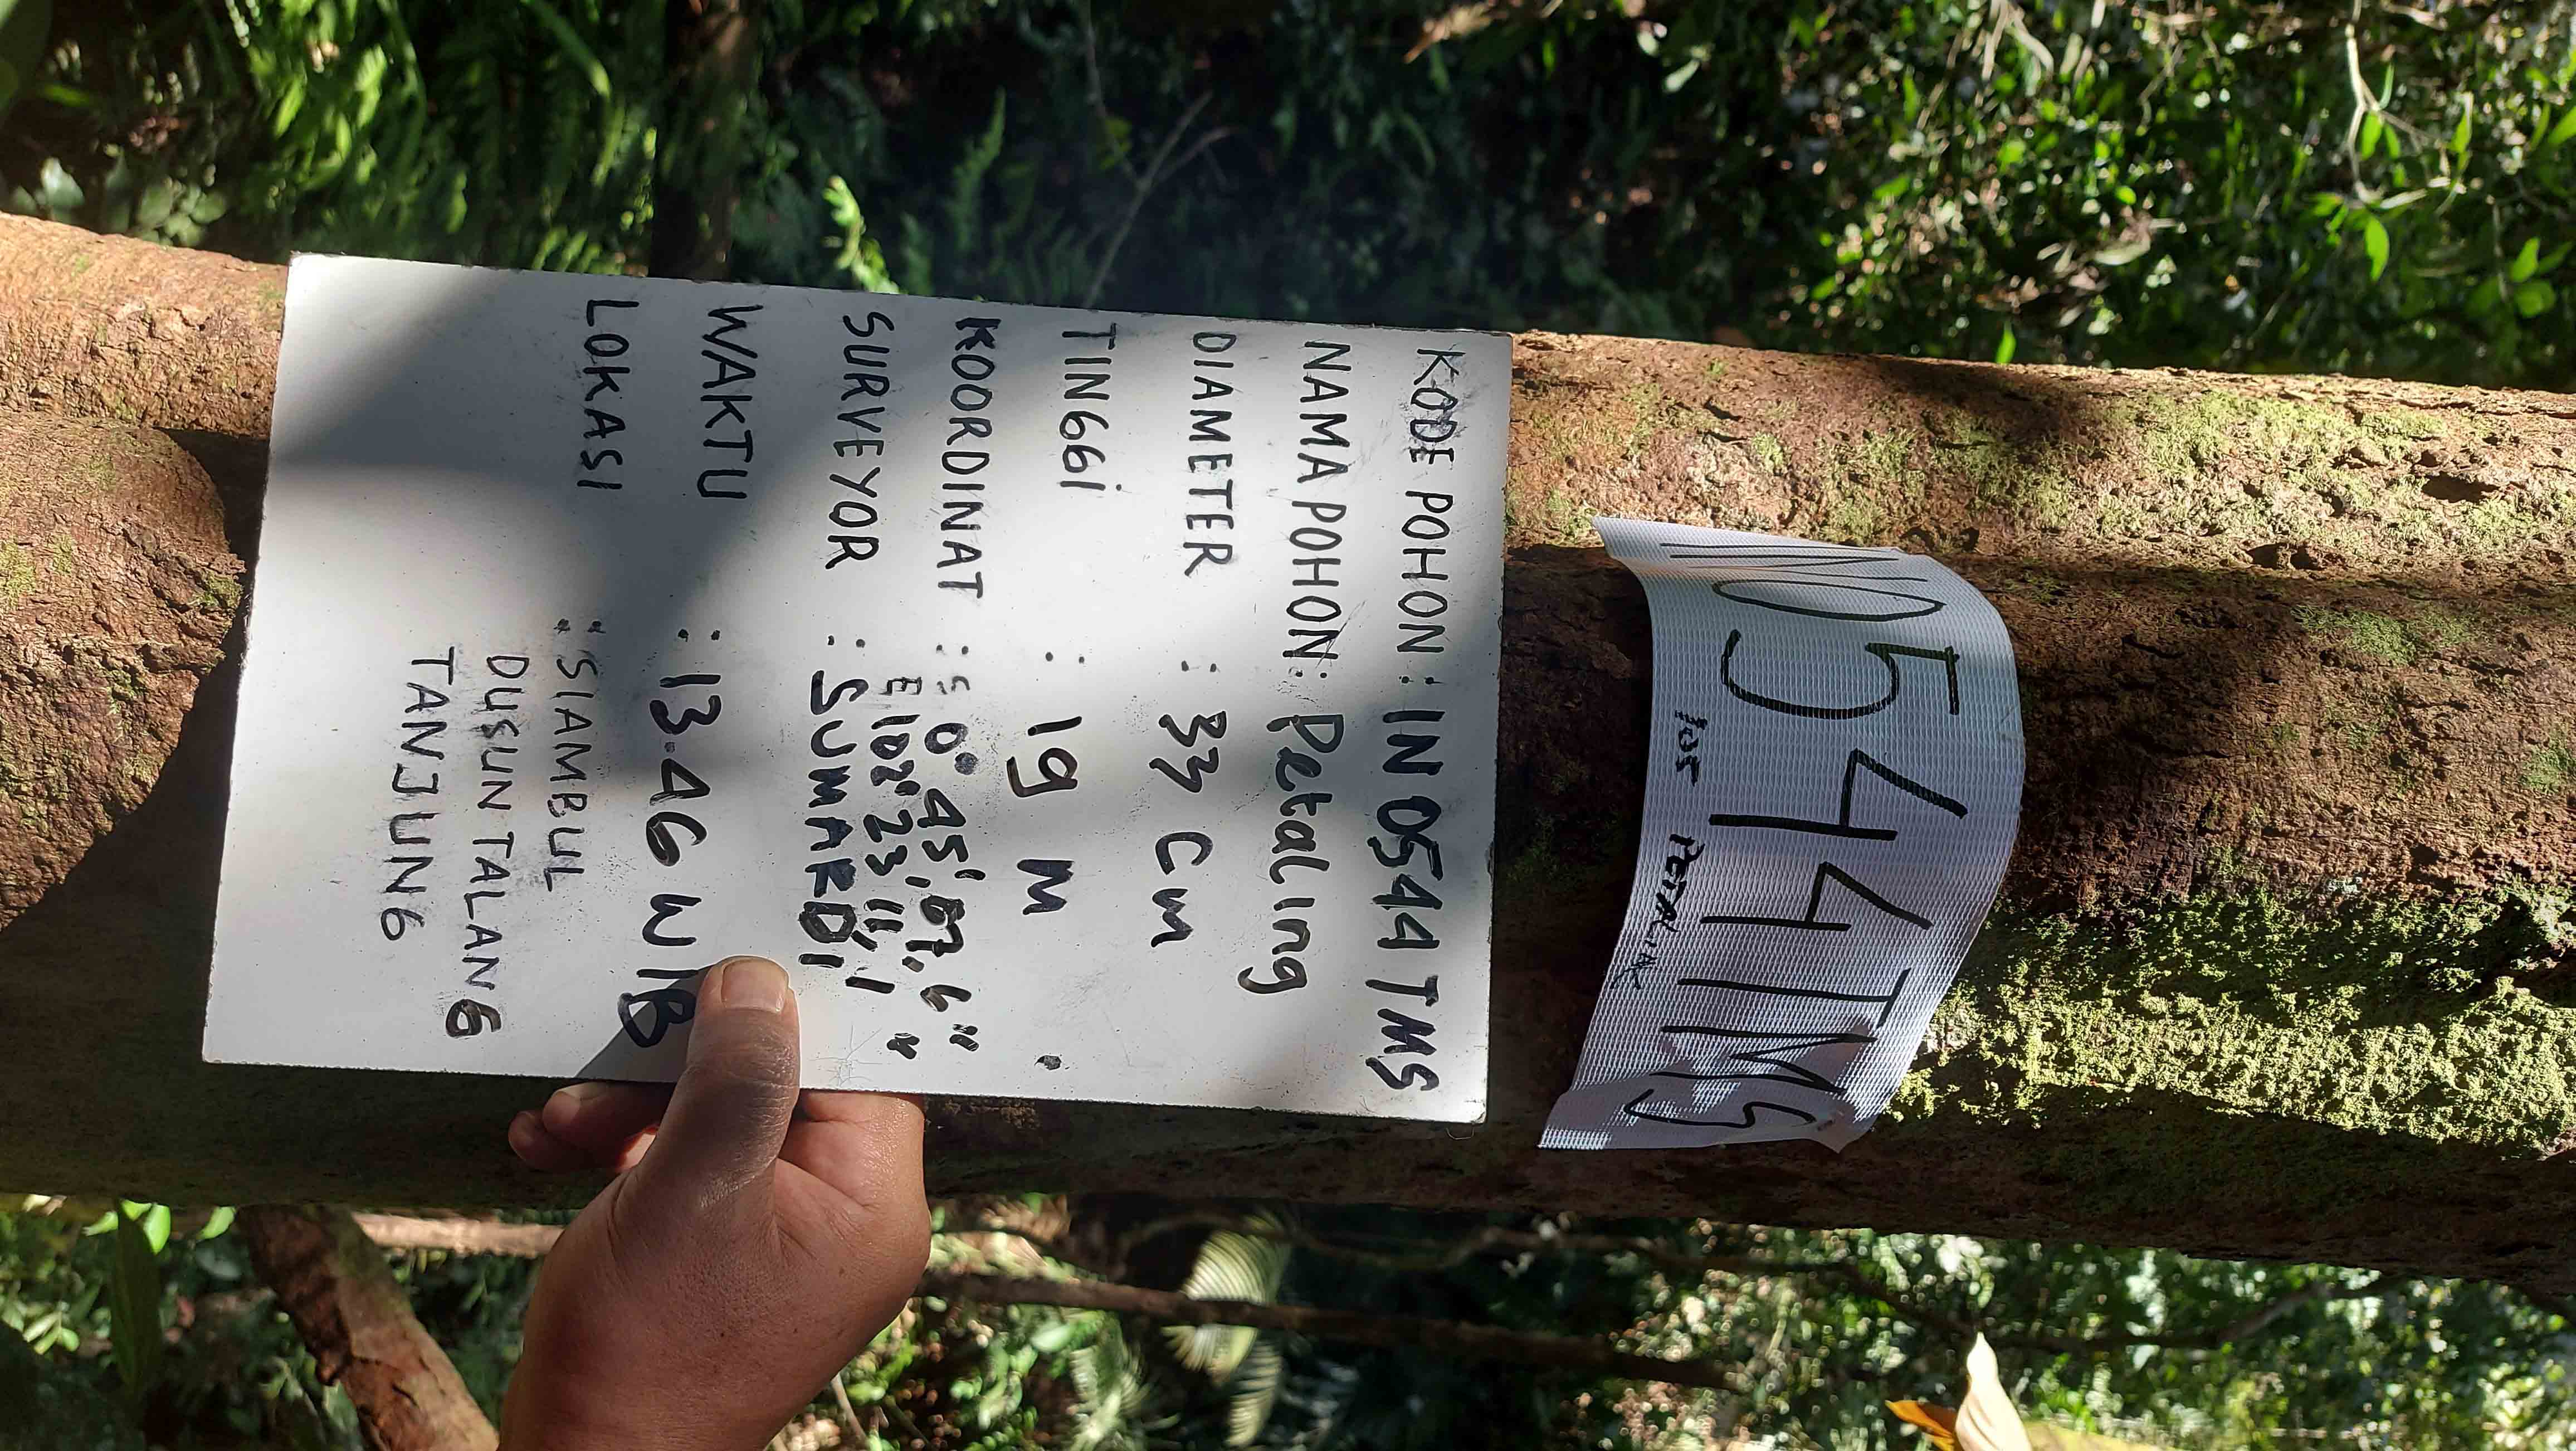 IN0544TMS
105 PETALING
KODE POHON : IN 0544 TMS
NAMA POHON : Petaling
DIAMETER : 33 Cm
TINGGi : 19 M
KOORDINAT : S 0° 45', 07, 6"
E 102° 23' 11, 1"
SURVEYOR : SUMARDI
WAKTU : 13.46 WIB
LOKASI : SIAMBUL
DUSUN TALANG
TANJUNG